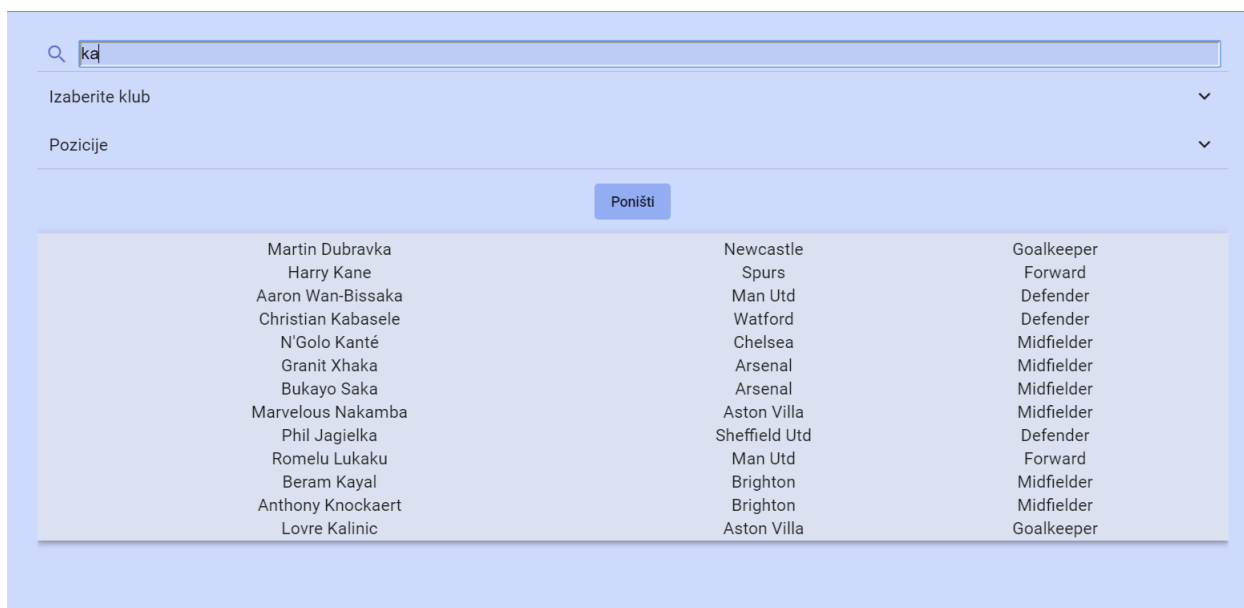 ka
Izaberite klub
Pozicije
Poništi
Martin Dubravka Newcastle Goalkeeper
Harry Kane Spurs Forward
Aaron Wan-Bissaka Man Utd Defender
Christian Kabasele Watford Defender
N'Golo Kanté Chelsea Midfielder
Granit Xhaka Arsenal Midfielder
Bukayo Saka Arsenal Midfielder
Marvelous Nakamba Aston Villa Midfielder
Phil Jagielka Sheffield Utd Defender
Romelu Lukaku Man Utd Forward
Beram Kayal Brighton Midfielder
Anthony Knockaert Brighton Midfielder
Lovre Kalinic Aston Villa Goalkeeper